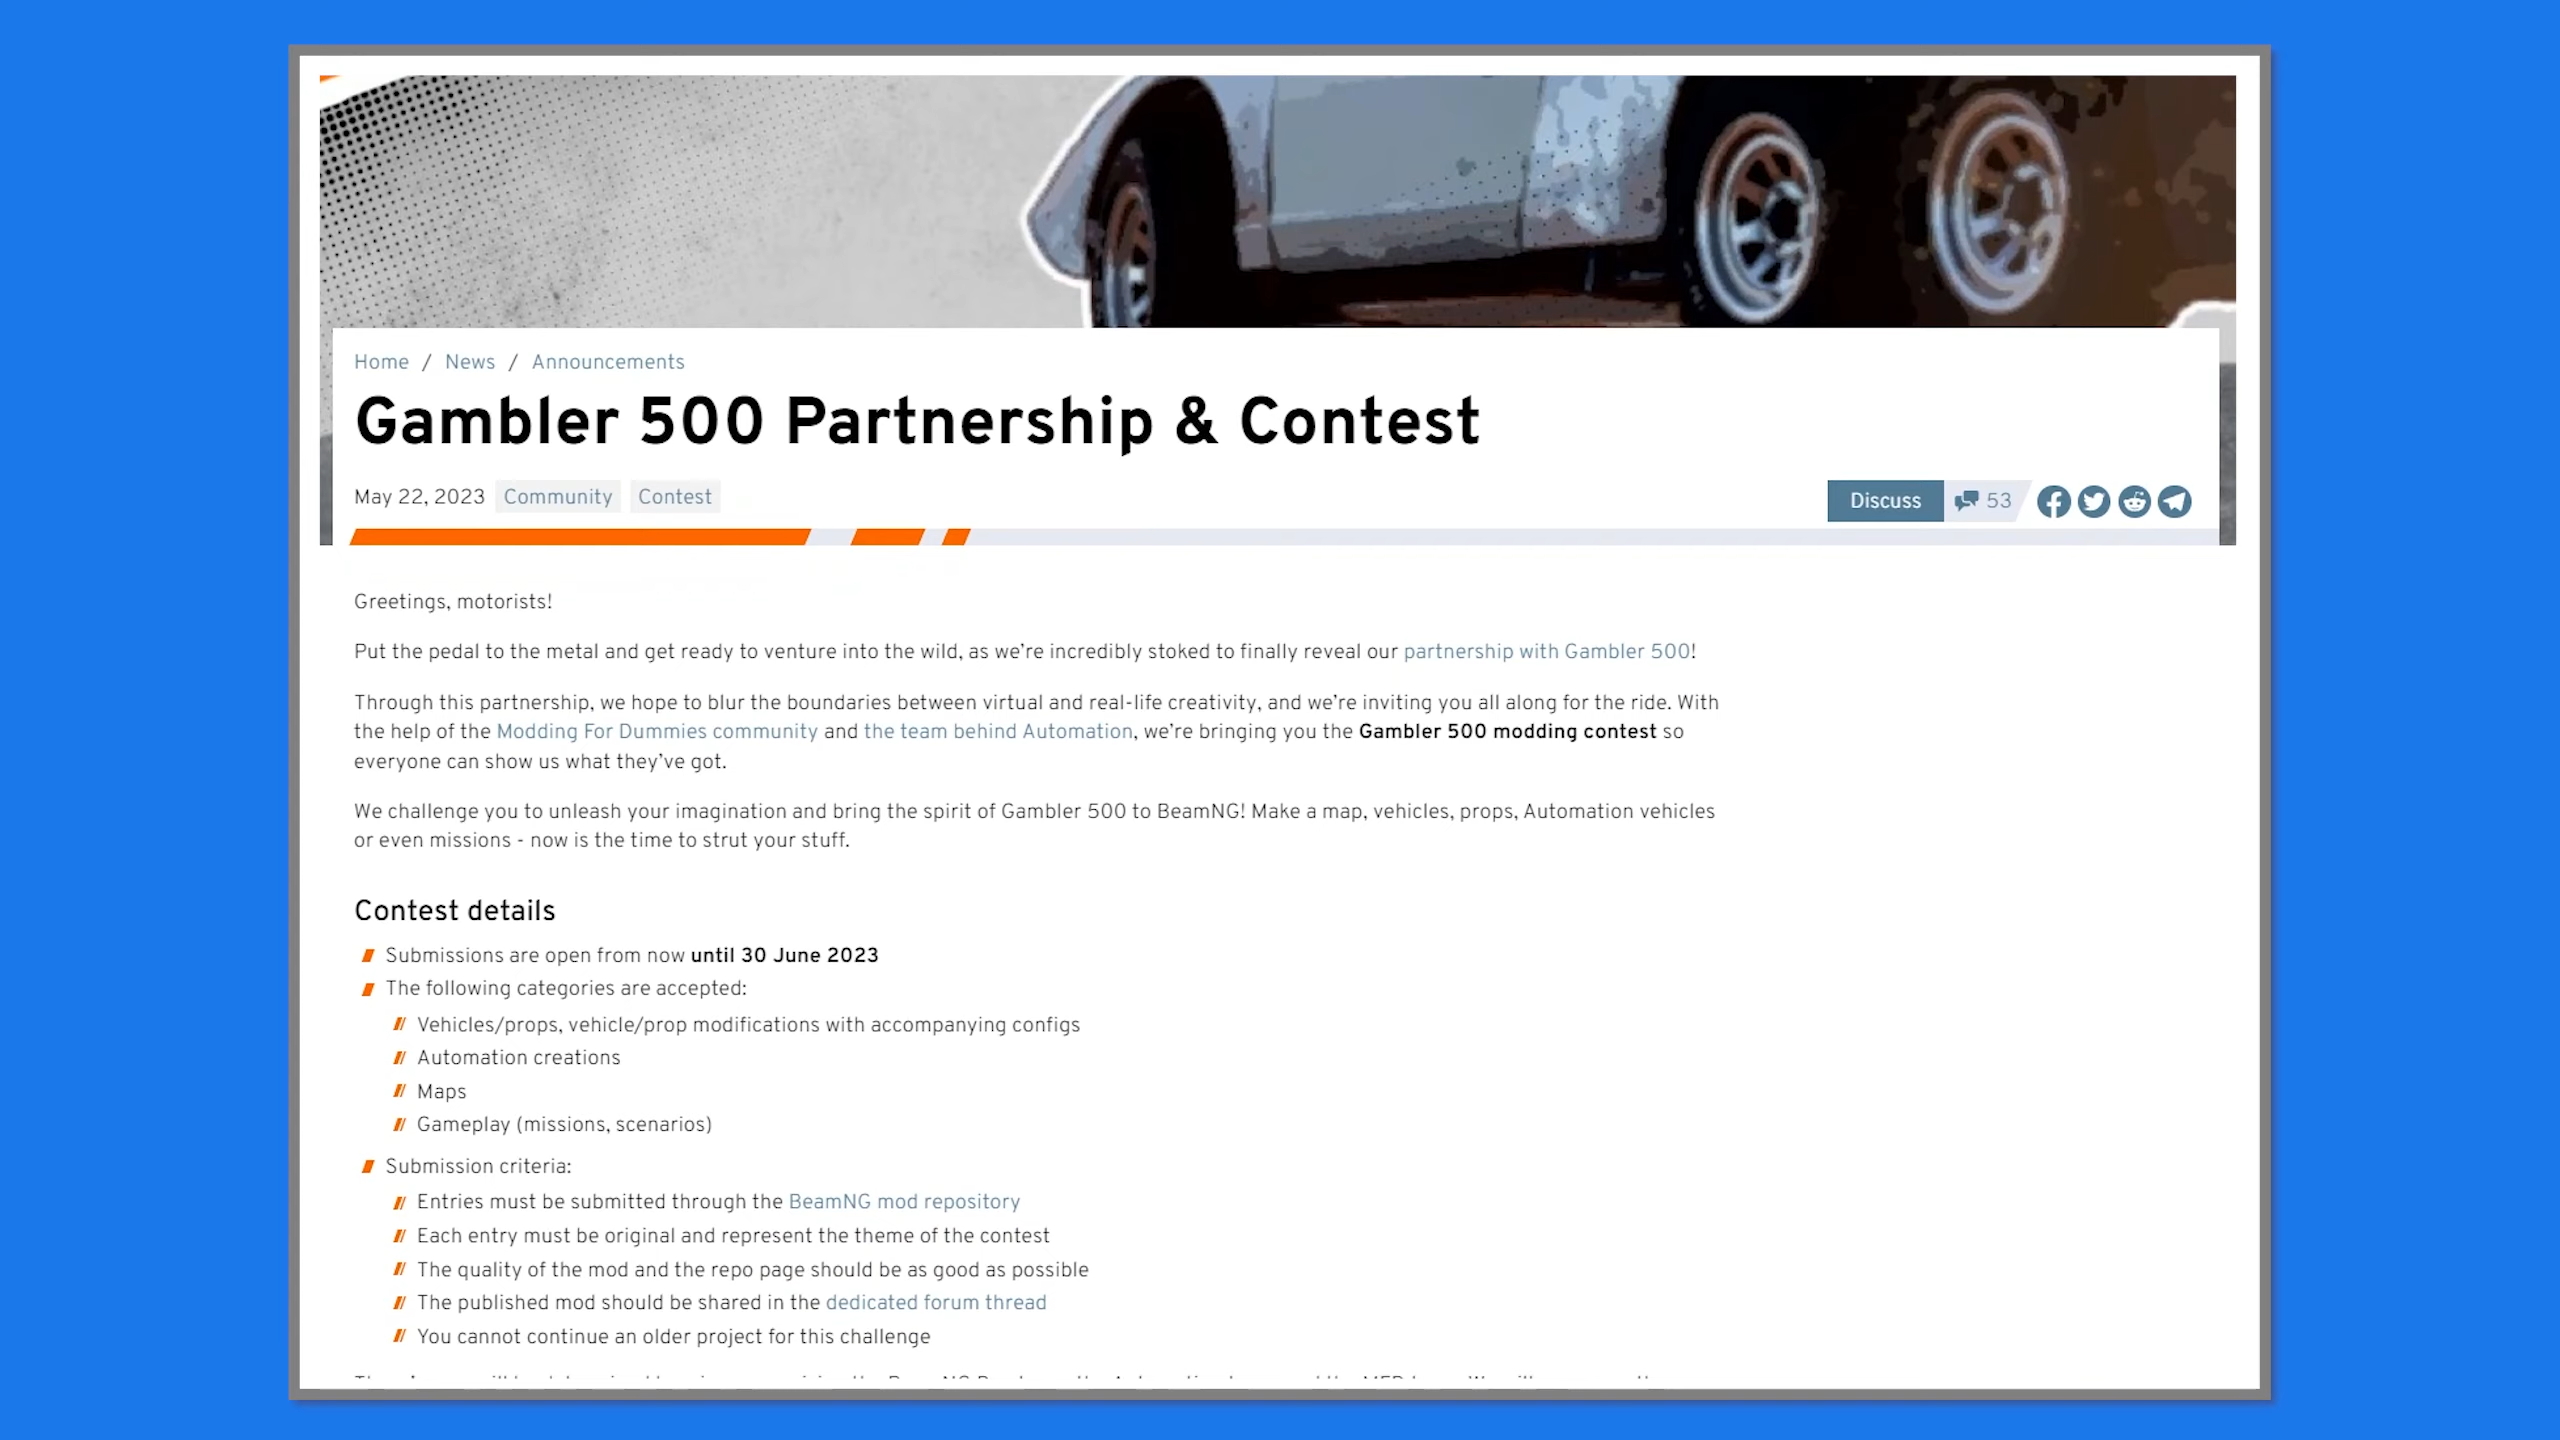 Home / News / Announcements
Gambler 500 Partnership & Contest
May 22, 2023 Community Contest
Discuss 53
Greetings, motorists!
Put the pedal to the metal and get ready to venture into the wild, as we’re incredibly stoked to finally reveal our partnership with Gambler 500!
Through this partnership, we hope to blur the boundaries between virtual and real-life creativity, and we’re inviting you all along for the ride. With
the help of the Modding For Dummies community and the team behind Automation, we’re bringing you the Gambler 500 modding contest so
everyone can show us what they’ve got.
We challenge you to unleash your imagination and bring the spirit of Gambler 500 to BeamNG! Make a map, vehicles, props, Automation vehicles
or even missions - now is the time to strut your stuff.
Contest details
Submissions are open from now until 30 June 2023
The following categories are accepted:
Vehicles/props, vehicle/prop modifications with accompanying configs
Automation creations
Maps
Gameplay (missions, scenarios)
Submission criteria:
Entries must be submitted through the BeamNG mod repository
Each entry must be original and represent the theme of the contest
The quality of the mod and the repo page should be as good as possible
The published mod should be shared in the dedicated forum thread
You cannot continue an older project for this challenge